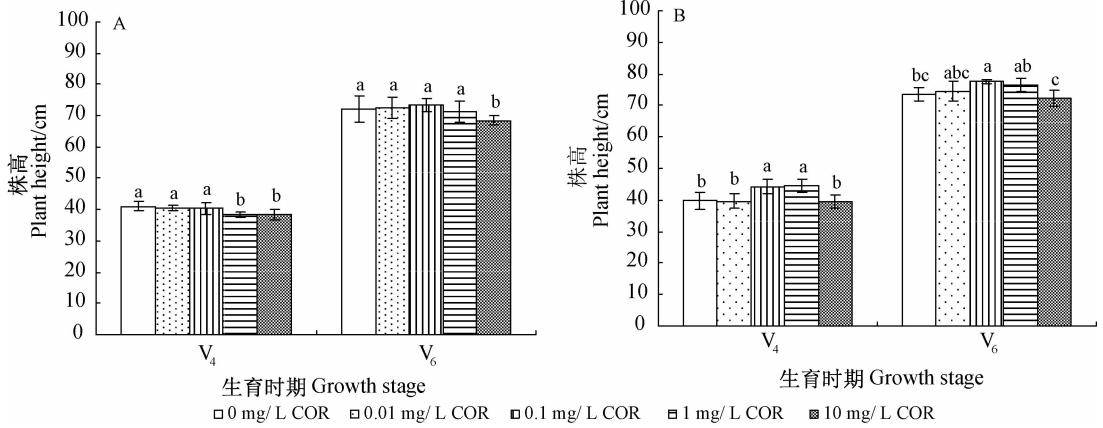 A
100
90
80
70
60
50
40
30
20
10
0
株高
Plant height/cm
a a a a b
a a a b b
V4 V6
生育时期 Growth stage
B
100
90
80
70
60
50
40
30
20
10
0
株高
Plant height/cm
bc abc a ab c
b b a a b
V4 V6
生育时期 Growth stage
0 mg/L COR 0.01 mg/L COR 0.1 mg/L COR 1 mg/L COR 10 mg/L COR